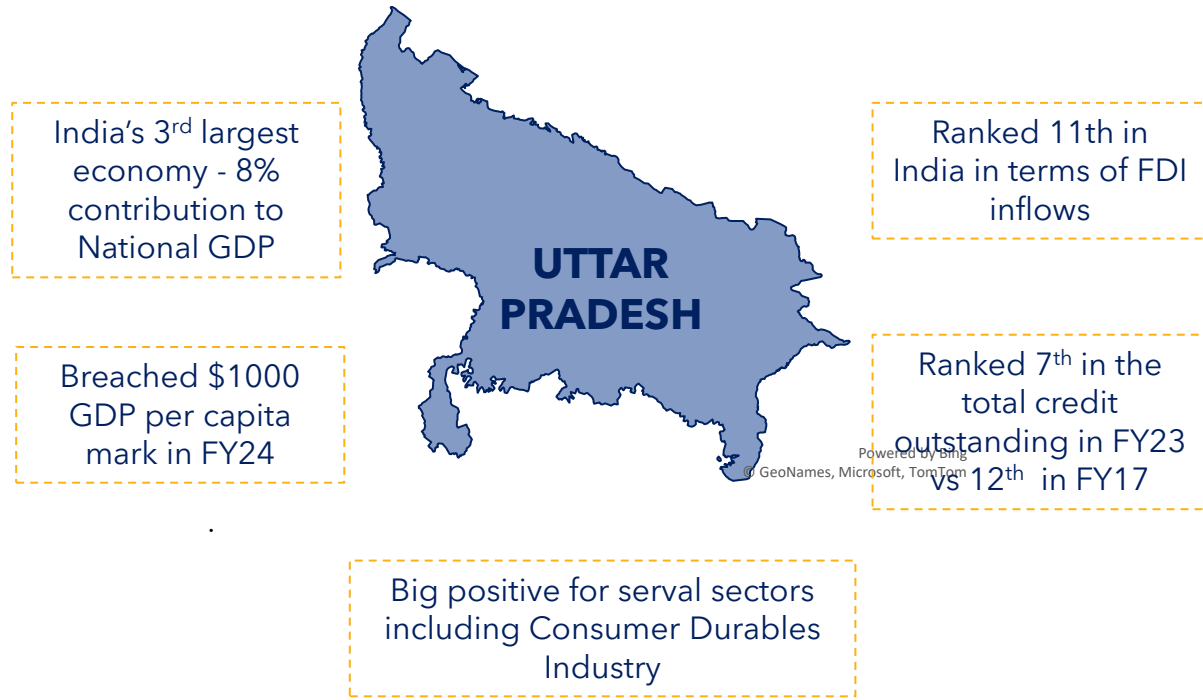 India's 3rd largest
economy - 8%
contribution to
National GDP
Ranked 11th in
India in terms of FDI
inflows
UTTAR
PRADESH
Breached $1000
GDP per capita
mark in FY24
Ranked 7th in the
total credit
outstanding in FY23
vs 12th in FY17
Powered by Bing
© GeoNames, Microsoft, TomTom
.
Big positive for serval sectors
including Consumer Durables
Industry